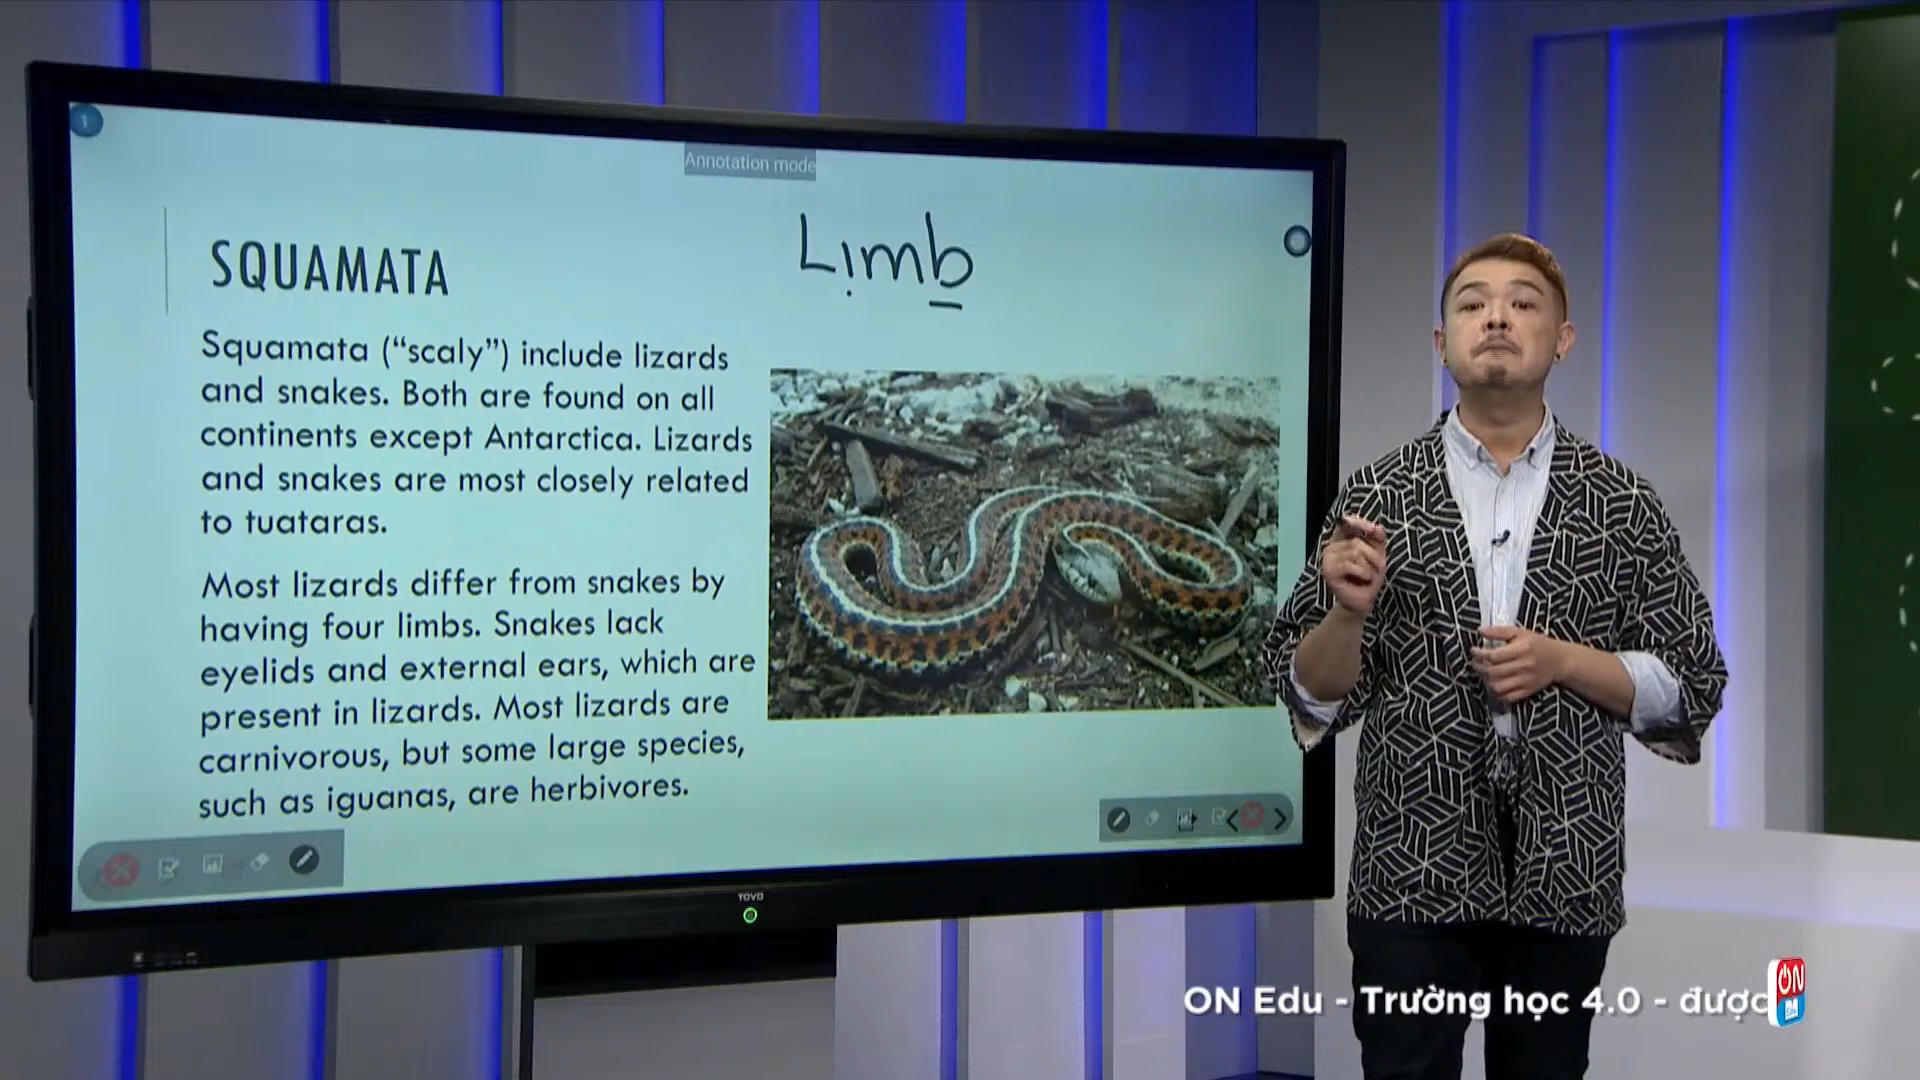 1
Annotation mode
Limb
SQUAMATA
Squamata (“scaly”) include lizards
and snakes. Both are found on all
continents except Antarctica. Lizards
and snakes are most closely related
to tuataras.
Most lizards differ from snakes by
having four limbs. Snakes lack
eyelids and external ears, which are
present in lizards. Most lizards are
carnivorous, but some large species,
such as iguanas, are herbivores.
TOVO
ON Edu - Trường học 4.0 - được
ON